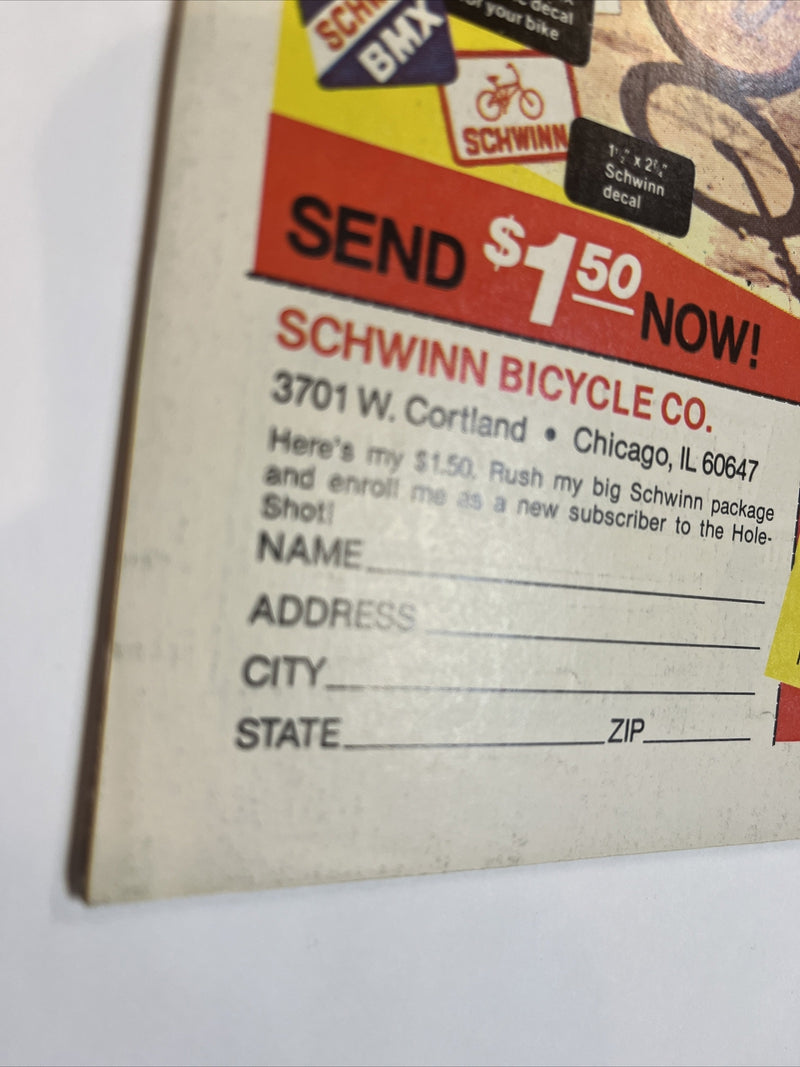 SCHW
BMX
decal
your bike
SCHWINN
1½" x 2¼"
Schwinn
decal
SEND $1.50 NOW!
SCHWINN BICYCLE CO.
3701 W. Cortland • Chicago, IL 60647
Here's my $1.50. Rush my big Schwinn package
and enroll me as a new subscriber to the Hole-
Shot!
NAME
ADDRESS
CITY
STATE ZIP